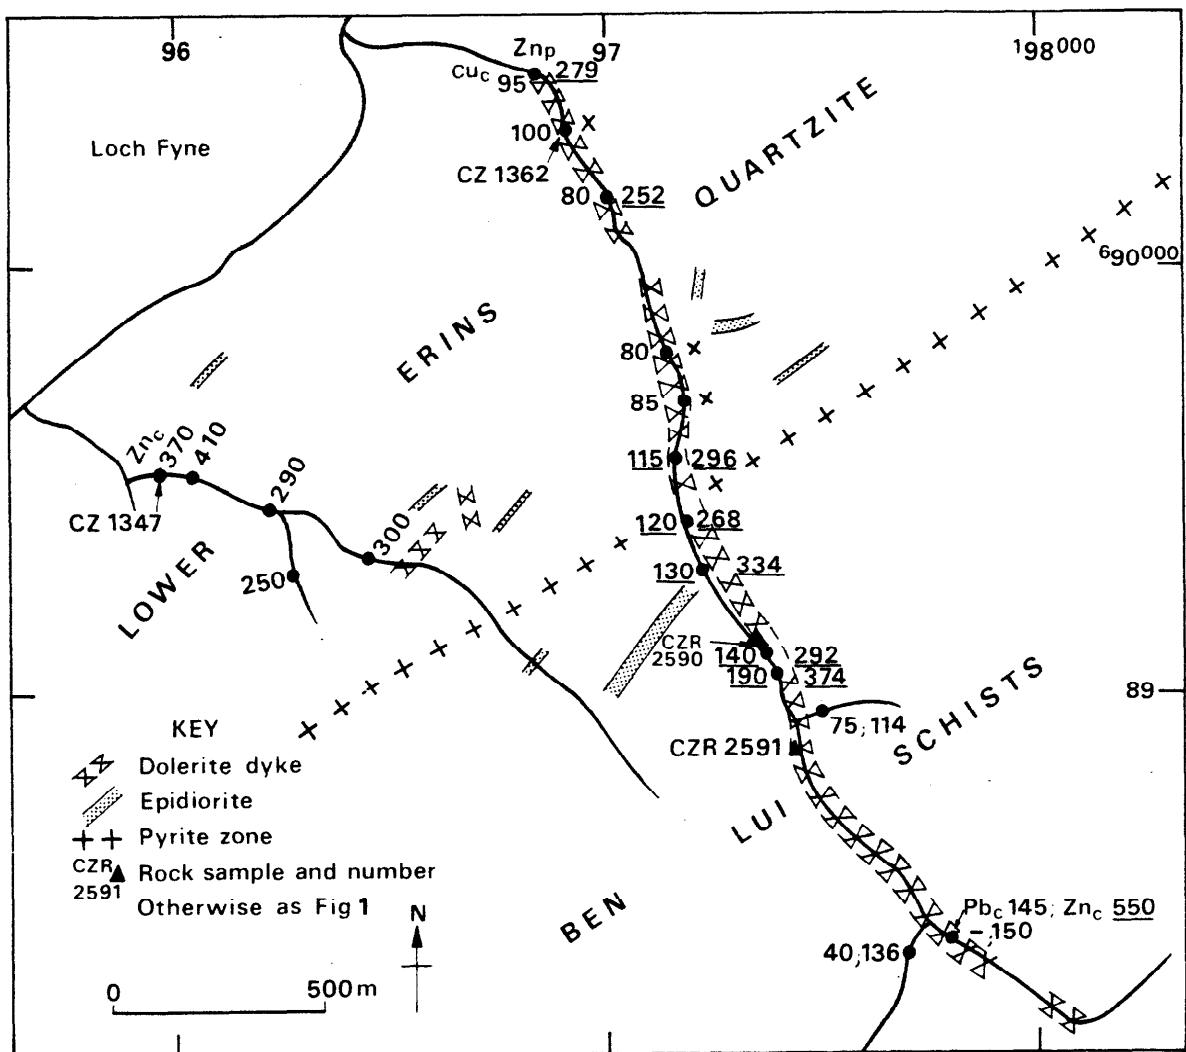 96
97
198000
Znp
Cuc 95 279
Loch Fyne
100
CZ 1362
QUARTZITE
80 252
690000
ERINS
80
85
Znc
370
410
290
115 296
CZ 1347
300
120 268
LOWER
250
130 334
CZR
2590
140 292
190 374
89
75;114
SCHISTS
CZR 2591
LUI
BEN
KEY
Dolerite dyke
Epidiorite
Pyrite zone
CZR
2591
Rock sample and number
Otherwise as Fig 1
N
Pbc 145; Znc 550
-;150
40;136
0 500m